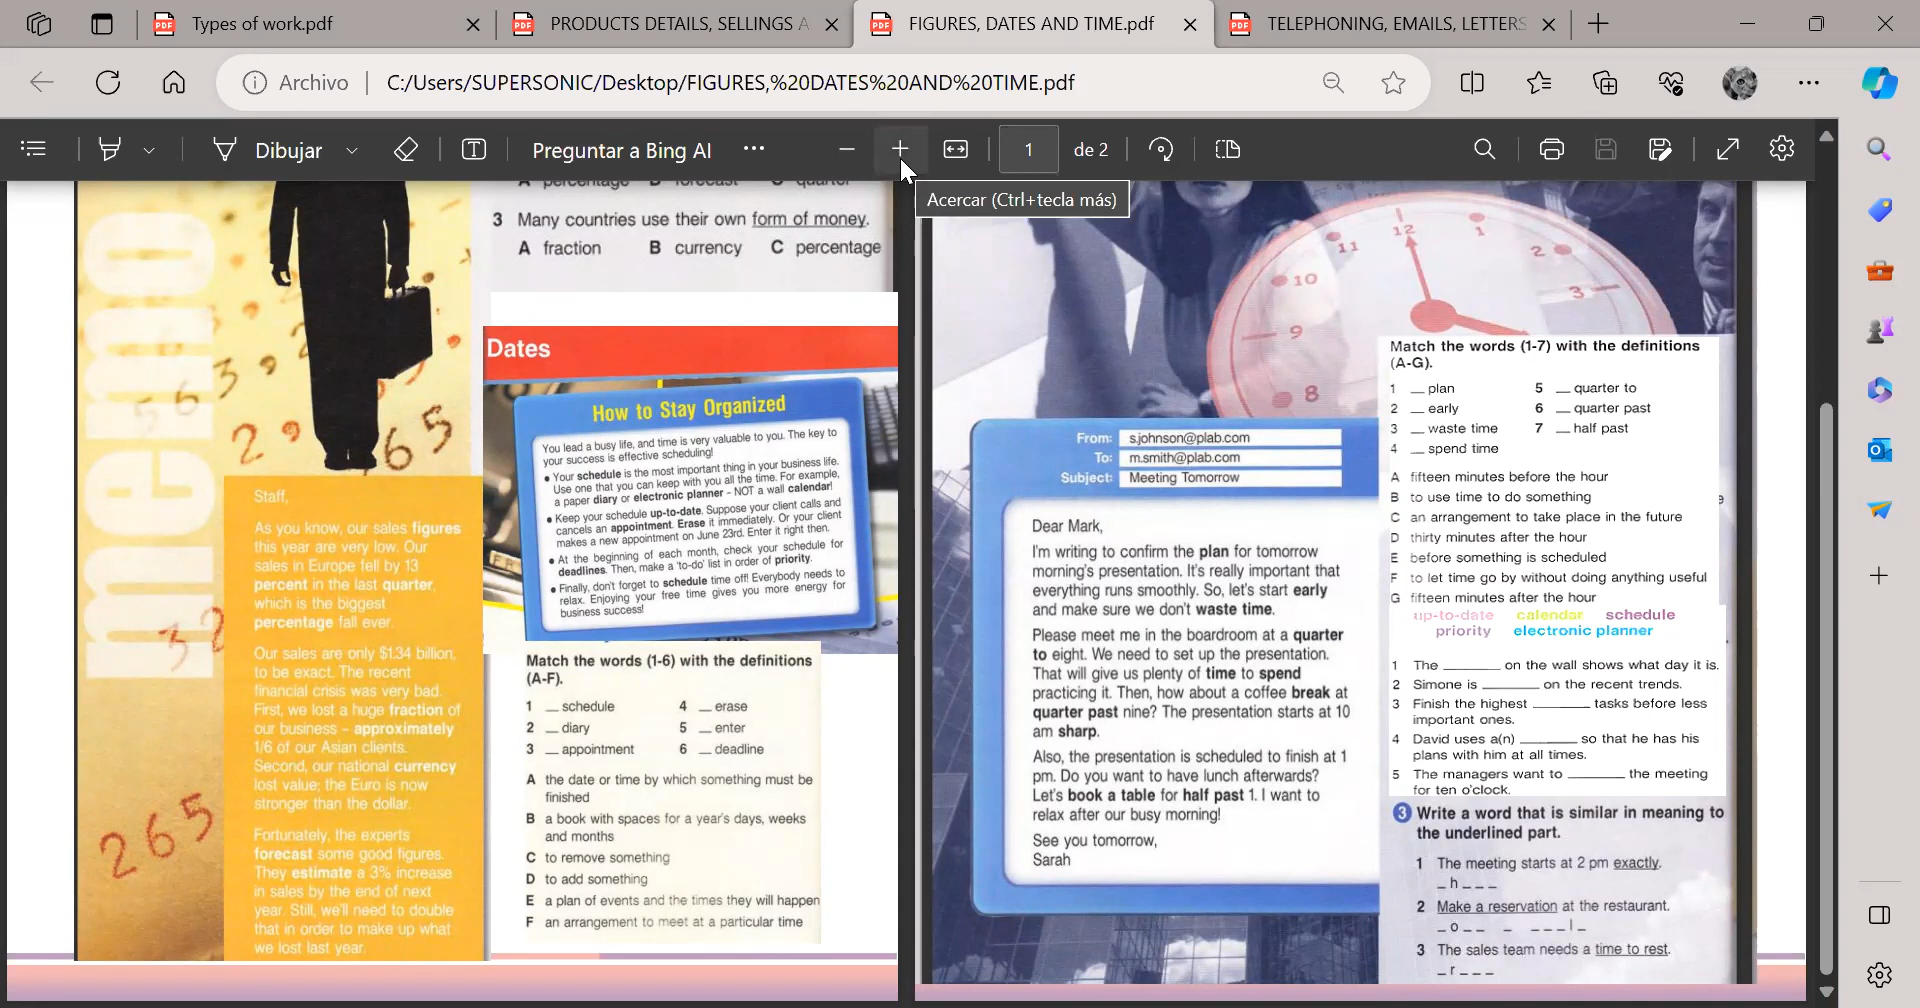 Types of work.pdf
PRODUCTS DETAILS, SELLINGS A
FIGURES, DATES AND TIME.pdf
TELEPHONING, EMAILS, LETTERS
Archivo
C:/Users/SUPERSONIC/Desktop/FIGURES,%20DATES%20AND%20TIME.pdf
Dibujar
Preguntar a Bing AI
1
de 2
Acercar (Ctrl+tecla más)
memo
Staff,
As you know, our sales figures
this year are very low. Our
sales in Europe fell by 13
percent in the last quarter,
which is the biggest
percentage fall ever.
Our sales are only $1.34 billion,
to be exact. The recent
financial crisis was very bad.
First, we lost a huge fraction of
our business - approximately
1/6 of our Asian clients.
Second, our national currency
lost value; the Euro is now
stronger than the dollar.
Fortunately, the experts
forecast some good figures.
They estimate a 3% increase
in sales by the end of next
year. Still, we'll need to double
that in order to make up what
we lost last year.
A percentage B forecast C quarter
3 Many countries use their own form of money.
A fraction B currency C percentage
Dates
How to Stay Organized
You lead a busy life, and time is very valuable to you. The key to
your success is effective scheduling!
• Your schedule is the most important thing in your business life.
Use one that you can keep with you all the time. For example,
a paper diary or electronic planner - NOT a wall calendar!
• Keep your schedule up-to-date. Suppose your client calls and
cancels an appointment. Erase it immediately. Or your client
makes a new appointment on June 23rd. Enter it right then.
• At the beginning of each month, check your schedule for
deadlines. Then, make a 'to-do' list in order of priority.
• Finally, don't forget to schedule time off! Everybody needs to
relax. Enjoying your free time gives you more energy for
business success!
Match the words (1-6) with the definitions
(A-F).
1 __ schedule 4 __ erase
2 __ diary 5 __ enter
3 __ appointment 6 __ deadline
A the date or time by which something must be
finished
B a book with spaces for a year's days, weeks
and months
C to remove something
D to add something
E a plan of events and the times they will happen
F an arrangement to meet at a particular time
12
1
2
3
11
10
9
8
From: s.johnson@plab.com
To: m.smith@plab.com
Subject: Meeting Tomorrow
Dear Mark,
I'm writing to confirm the plan for tomorrow
morning's presentation. It's really important that
everything runs smoothly. So, let's start early
and make sure we don't waste time.
Please meet me in the boardroom at a quarter
to eight. We need to set up the presentation.
That will give us plenty of time to spend
practicing it. Then, how about a coffee break at
quarter past nine? The presentation starts at 10
am sharp.
Also, the presentation is scheduled to finish at 1
pm. Do you want to have lunch afterwards?
Let's book a table for half past 1. I want to
relax after our busy morning!
See you tomorrow,
Sarah
Match the words (1-7) with the definitions
(A-G).
1 __ plan 5 __ quarter to
2 __ early 6 __ quarter past
3 __ waste time 7 __ half past
4 __ spend time
A fifteen minutes before the hour
B to use time to do something
C an arrangement to take place in the future
D thirty minutes after the hour
E before something is scheduled
F to let time go by without doing anything useful
G fifteen minutes after the hour
up-to-date calendar schedule
priority electronic planner
1 The _______ on the wall shows what day it is.
2 Simone is _______ on the recent trends.
3 Finish the highest _______ tasks before less
important ones.
4 David uses a(n) _______ so that he has his
plans with him at all times.
5 The managers want to _______ the meeting
for ten o'clock.
3 Write a word that is similar in meaning to
the underlined part.
1 The meeting starts at 2 pm exactly.
_ h _ _ _
2 Make a reservation at the restaurant.
_ o _ _ _ _ _ _ l _
3 The sales team needs a time to rest.
_ r _ _ _